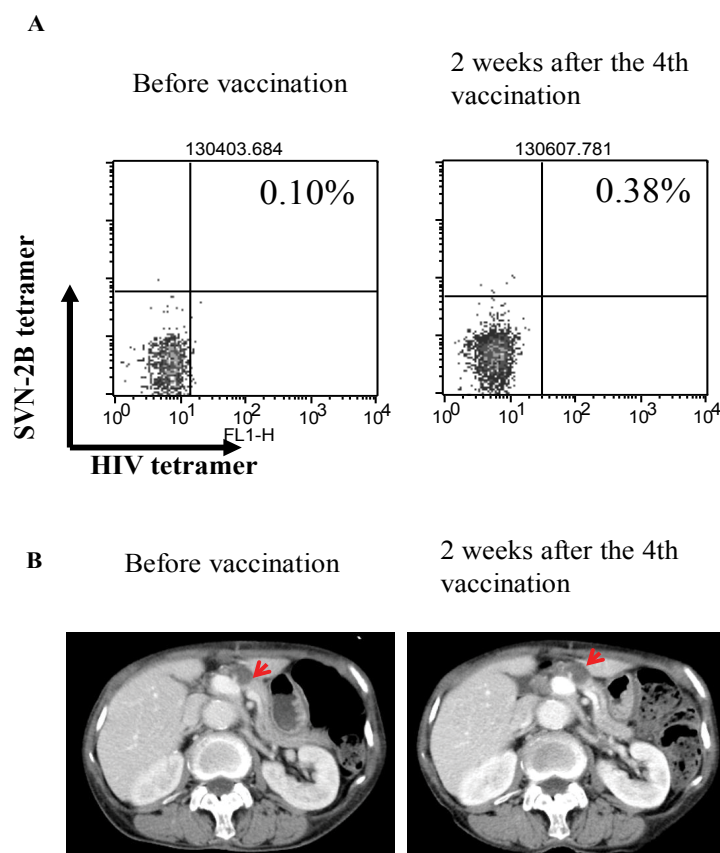 A
Before vaccination
2 weeks after the 4th
vaccination
130403.684
130607.781
0.10%
0.38%
SVN-2B tetramer
10^0 10^1 10^2 10^3 10^4
FL1-H
10^0 10^1 10^2 10^3 10^4
HIV tetramer
B
Before vaccination
2 weeks after the 4th
vaccination